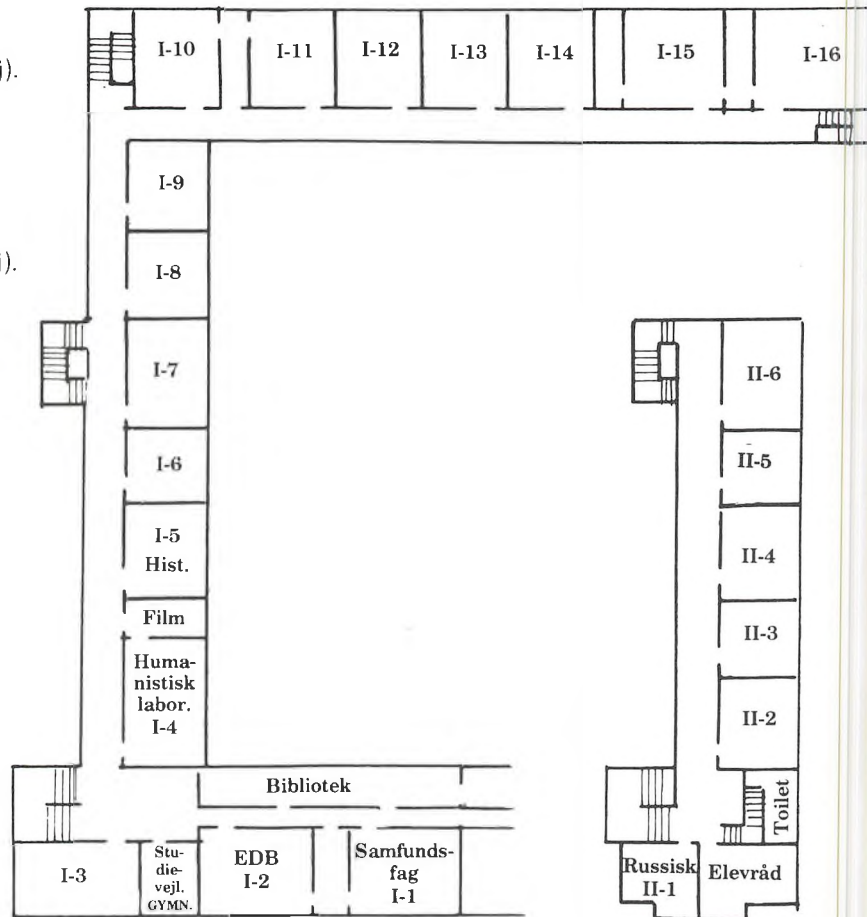 I-10
I-11
I-12
I-13
I-14
I-15
I-16
j).
j).
I-9
I-8
I-7
I-6
I-5
Hist.
Film
Huma-
nistisk
labor.
I-4
Bibliotek
I-3
Stu-
die-
vejl.
GYMN.
EDB
I-2
Samfunds-
fag
I-1
II-6
II-5
II-4
II-3
II-2
Toilet
Russisk
II-1
Elevråd